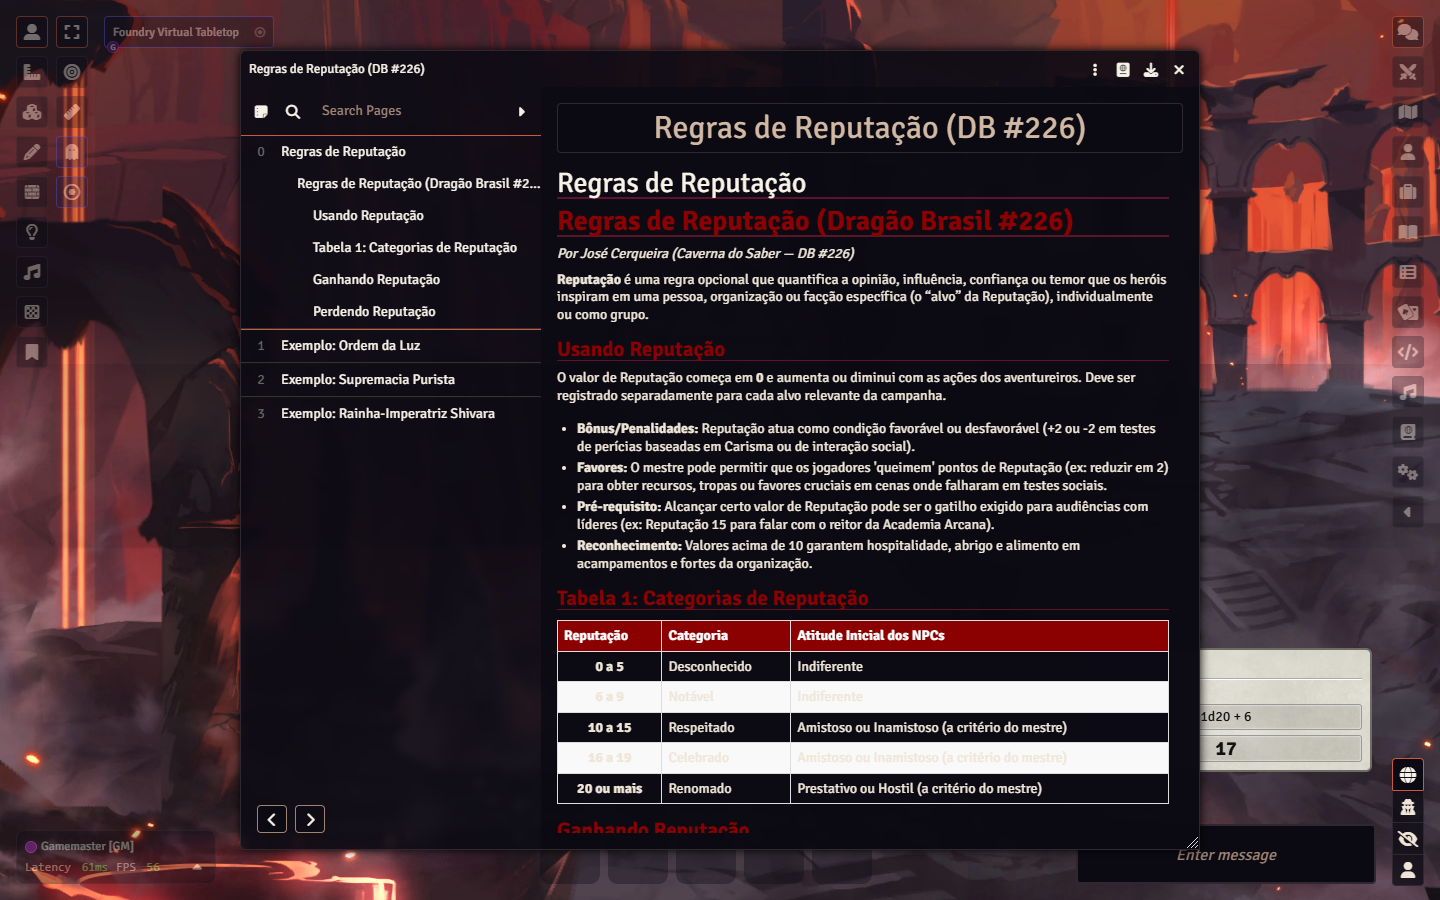 Foundry Virtual Tabletop
G
Regras de Reputação (DB #226)
Search Pages
0 Regras de Reputação
Regras de Reputação (Dragão Brasil #2...
Usando Reputação
Tabela 1: Categorias de Reputação
Ganhando Reputação
Perdendo Reputação
1 Exemplo: Ordem da Luz
2 Exemplo: Supremacia Purista
3 Exemplo: Rainha-Imperatriz Shivara
Regras de Reputação (DB #226)
Regras de Reputação
Regras de Reputação (Dragão Brasil #226)
Por José Cerqueira (Caverna do Saber — DB #226)
Reputação é uma regra opcional que quantifica a opinião, influência, confiança ou temor que os heróis
inspiram em uma pessoa, organização ou facção específica (o “alvo” da Reputação), individualmente
ou como grupo.
Usando Reputação
O valor de Reputação começa em 0 e aumenta ou diminui com as ações dos aventureiros. Deve ser
registrado separadamente para cada alvo relevante da campanha.
• Bônus/Penalidades: Reputação atua como condição favorável ou desfavorável (+2 ou -2 em testes
de perícias baseadas em Carisma ou de interação social).
• Favores: O mestre pode permitir que os jogadores 'queimem' pontos de Reputação (ex: reduzir em 2)
para obter recursos, tropas ou favores cruciais em cenas onde falharam em testes sociais.
• Pré-requisito: Alcançar certo valor de Reputação pode ser o gatilho exigido para audiências com
líderes (ex: Reputação 15 para falar com o reitor da Academia Arcana).
• Reconhecimento: Valores acima de 10 garantem hospitalidade, abrigo e alimento em
acampamentos e fortes da organização.
Tabela 1: Categorias de Reputação
Reputação Categoria Atitude Inicial dos NPCs
0 a 5 Desconhecido Indiferente
6 a 9 Notável Indiferente
10 a 15 Respeitado Amistoso ou Inamistoso (a critério do mestre)
16 a 19 Celebrado Amistoso ou Inamistoso (a critério do mestre)
20 ou mais Renomado Prestativo ou Hostil (a critério do mestre)
Ganhando Reputação
1d20 + 6
17
Enter message
Gamemaster [GM]
Latency 61ms FPS 56